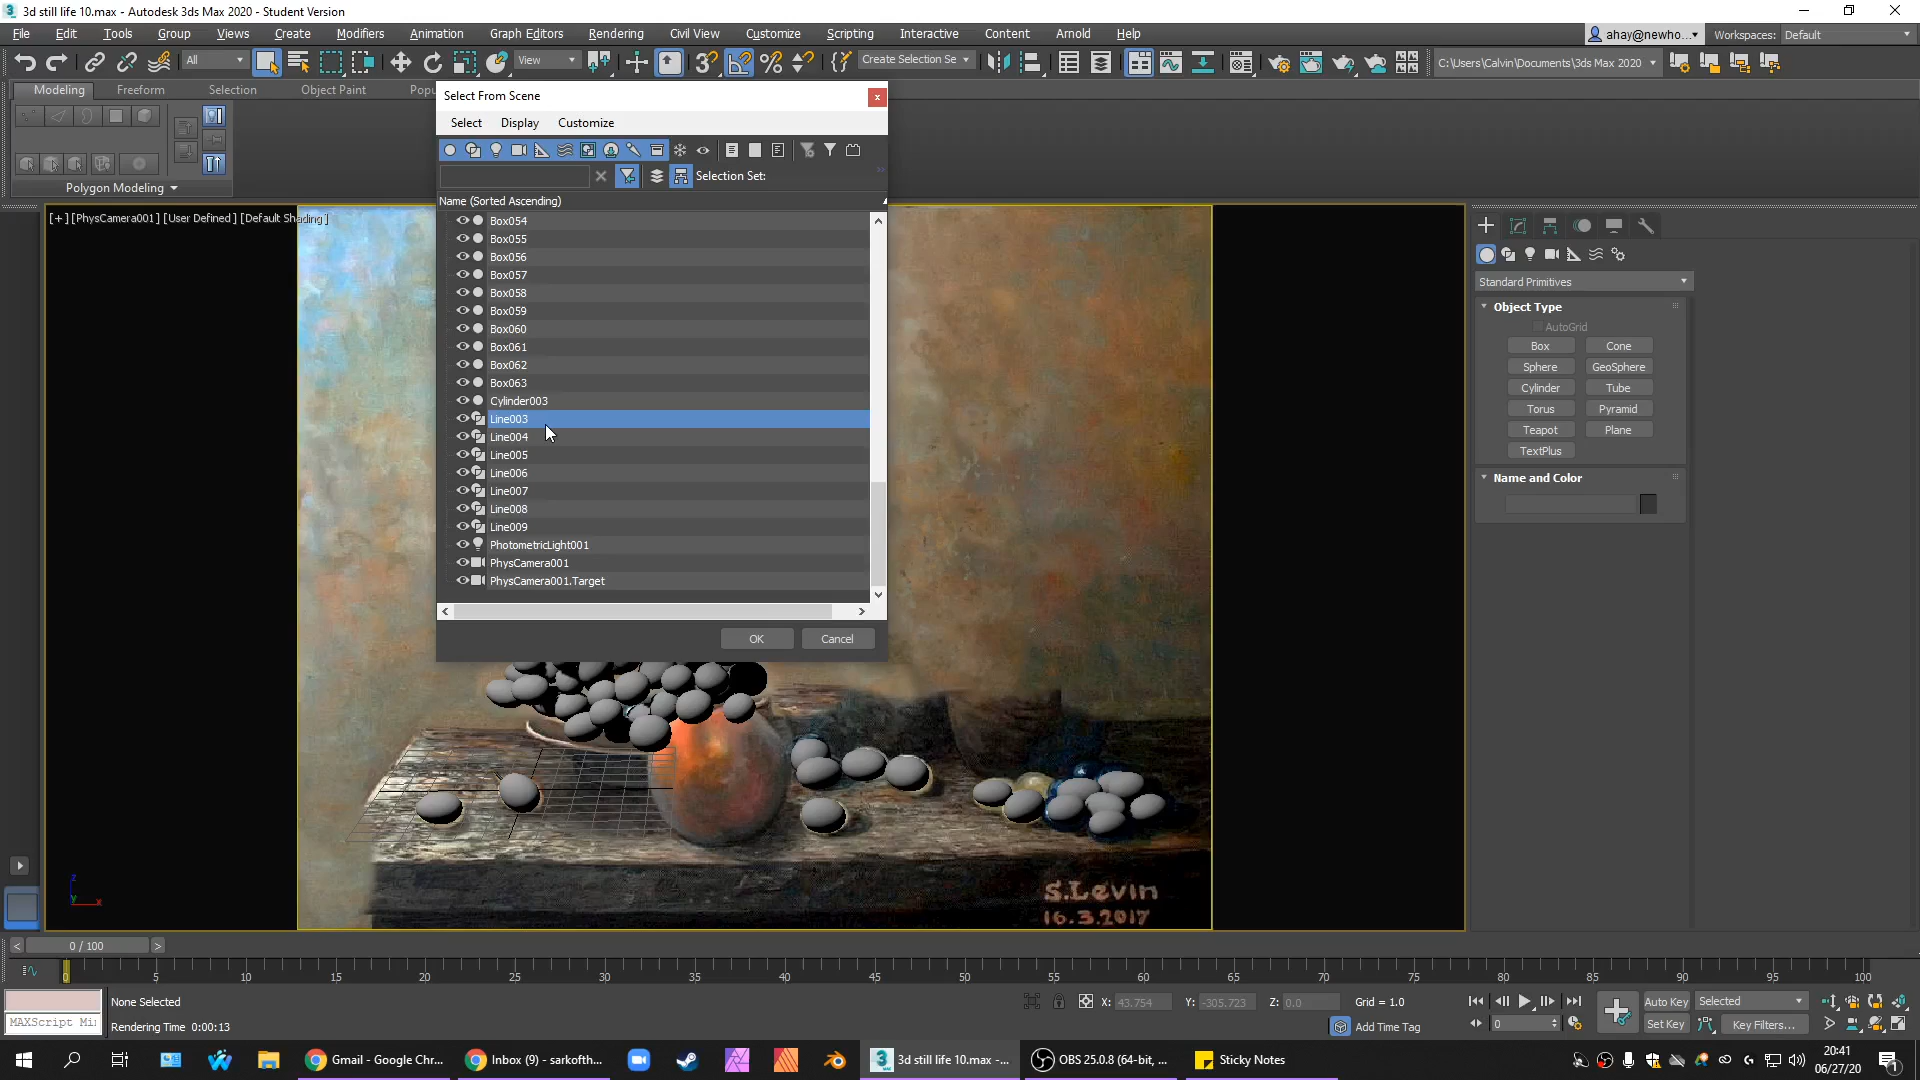 3d still life 10.max - Autodesk 3ds Max 2020 - Student Version
File Edit Tools Group Views Create Modifiers Animation Graph Editors Rendering Civil View Customize Scripting Interactive Content Arnold Help
ahay@newho... Workspaces: Default
All View Create Selection Se C:\Users\Calvin\Documents\3ds Max 2020
Modeling Freeform Selection Object Paint Popu
Polygon Modeling
Select From Scene
Select Display Customize
Selection Set:
Name (Sorted Ascending)
Box054
Box055
Box056
Box057
Box058
Box059
Box060
Box061
Box062
Box063
Cylinder003
Line003
Line004
Line005
Line006
Line007
Line008
Line009
PhotometricLight001
PhysCamera001
PhysCamera001.Target
OK Cancel
[+] [PhysCamera001] [User Defined] [Default Shading]
Standard Primitives
Object Type
AutoGrid
Box Cone
Sphere GeoSphere
Cylinder Tube
Torus Pyramid
Teapot Plane
TextPlus
Name and Color
z
y x
S.Levin
16.3.2017
< 0 / 100 >
0 5 10 15 20 25 30 35 40 45 50 55 60 65 70 75 80 85 90 95 100
None Selected X: 43.754 Y: -305.723 Z: 0.0 Grid = 1.0 Auto Key Selected
MAXScript Mi Rendering Time 0:00:13 Add Time Tag 0 Set Key Key Filters...
Gmail - Google Chr... Inbox (9) - sarkofth... 3d still life 10.max -... OBS 25.0.8 (64-bit, ... Sticky Notes
20:41
06/27/20
1